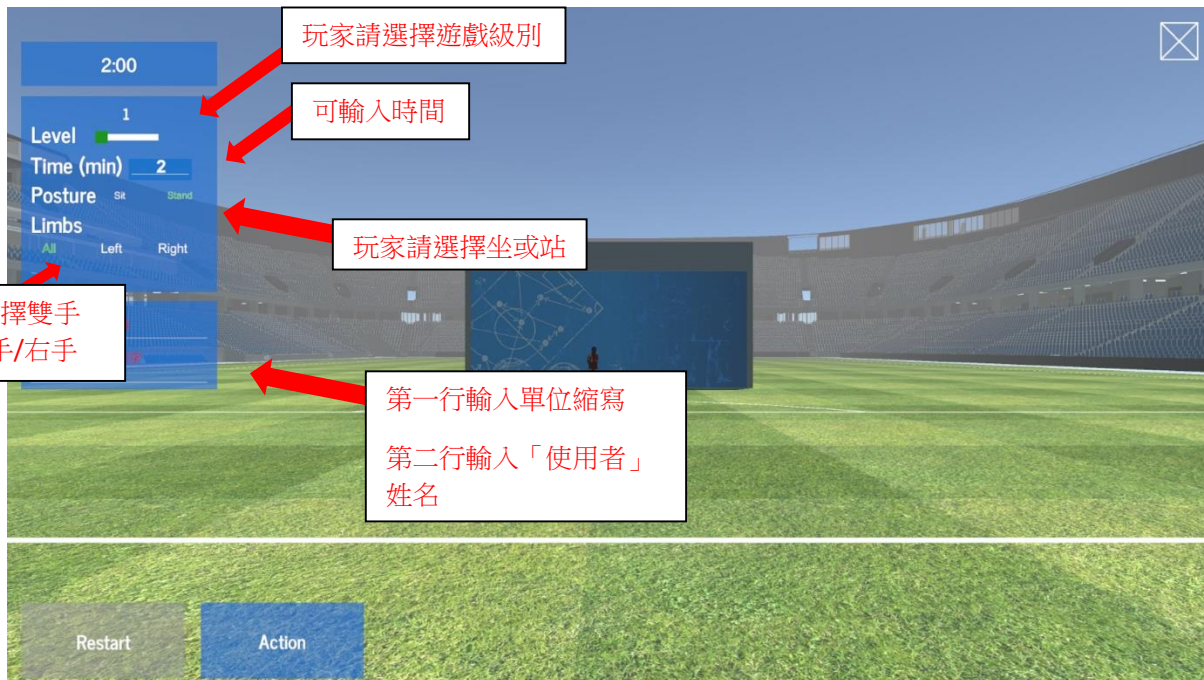 玩家請選擇遊戲級別
2:00
可輸入時間
1
Level
Time (min) 2
Posture Sit Stand
Limbs
All Left Right
玩家請選擇坐或站
擇雙手
手/右手
第一行輸入單位縮寫
第二行輸入「使用者」
姓名
Restart Action